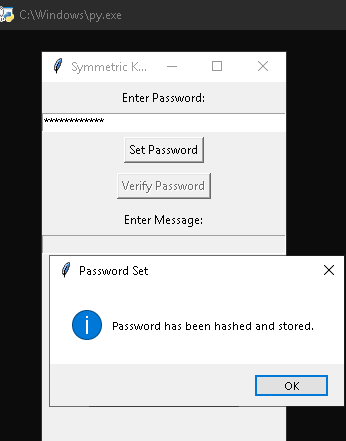 C:\Windows\py.exe
Symmetric K...
Enter Password:
************
Set Password
Verify Password
Enter Message:
Password Set
Password has been hashed and stored.
OK